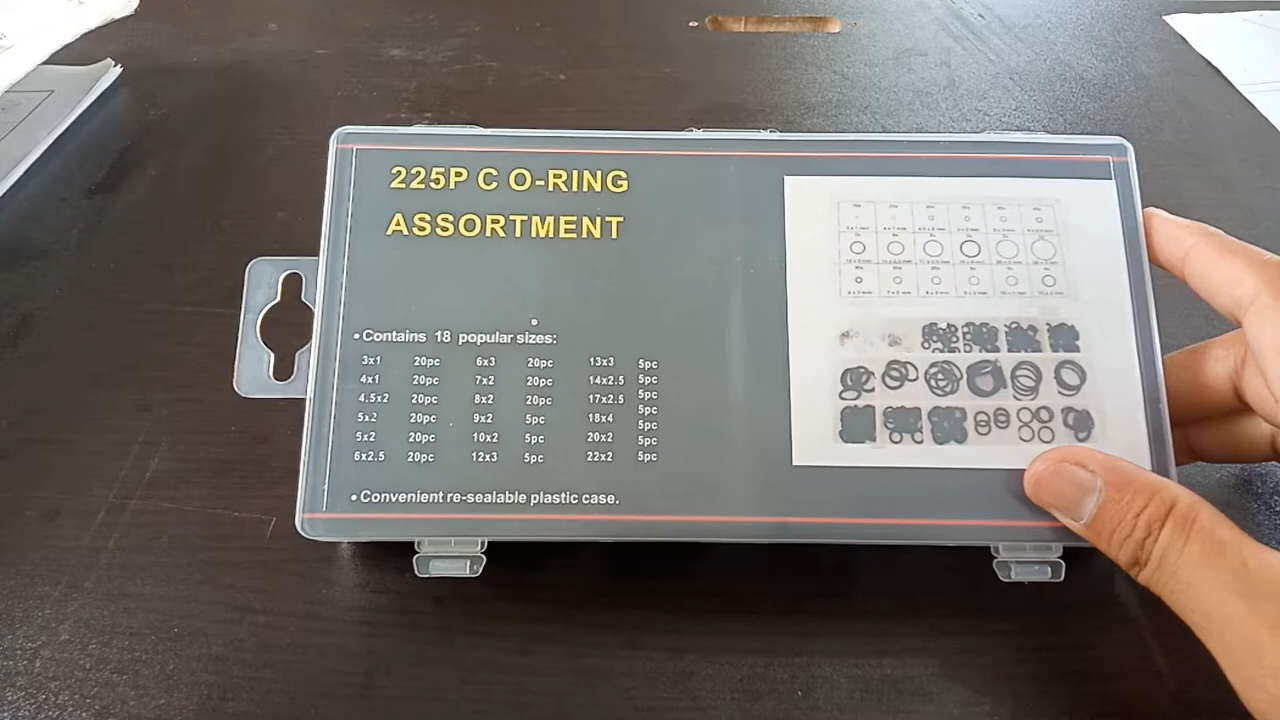 225P C O-RING
ASSORTMENT
• Contains 18 popular sizes:
3x1 20pc 6x3 20pc 13x3 5pc
4x1 20pc 7x2 20pc 14x2.5 5pc
4.5x2 20pc 8x2 20pc 17x2.5 5pc
5x2 20pc 9x2 5pc 18x4 5pc
5x2 20pc 10x2 5pc 20x2 5pc
6x2.5 20pc 12x3 5pc 22x2 5pc
• Convenient re-sealable plastic case.